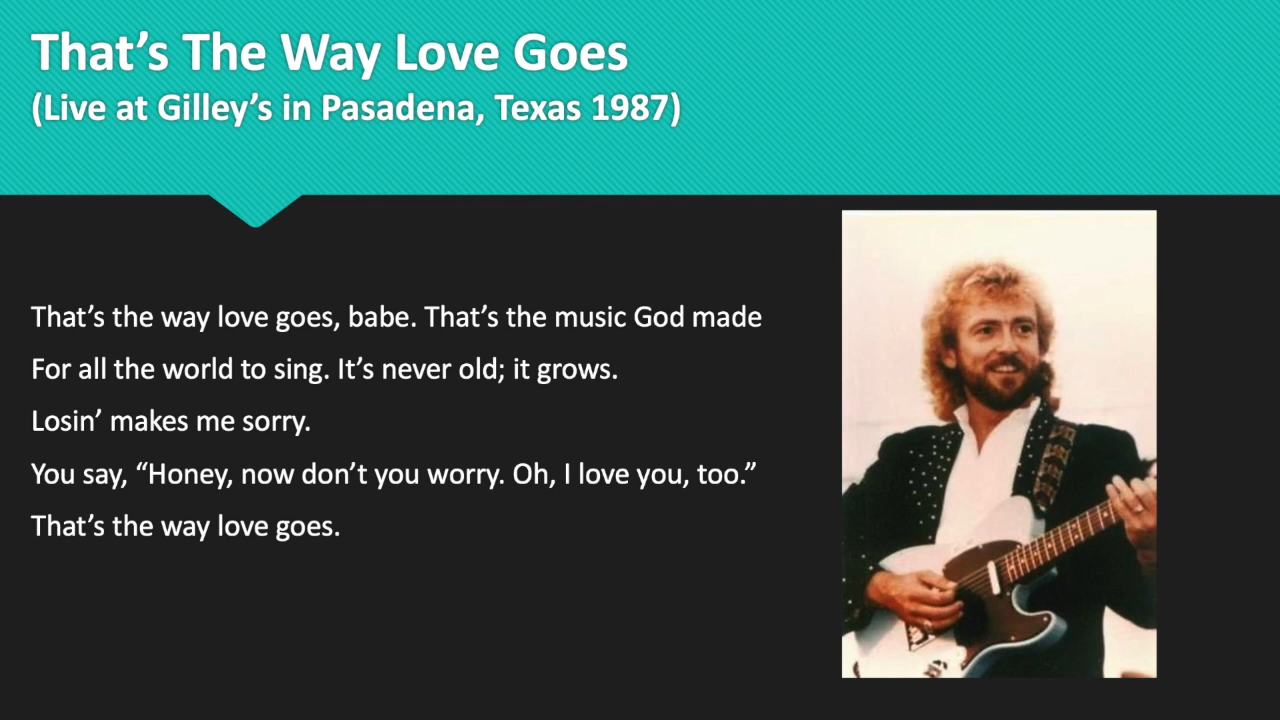 That’s The Way Love Goes
(Live at Gilley’s in Pasadena, Texas 1987)
That’s the way love goes, babe. That’s the music God made
For all the world to sing. It’s never old; it grows.
Losin’ makes me sorry.
You say, “Honey, now don’t you worry. Oh, I love you, too.”
That’s the way love goes.